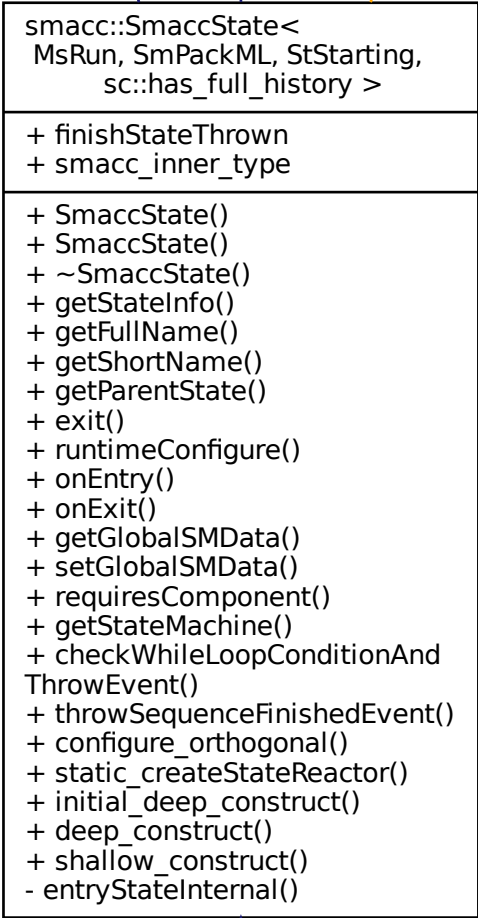 smacc::SmaccState<
MsRun, SmPackML, StStarting,
sc::has_full_history >
+ finishStateThrown
+ smacc_inner_type
+ SmaccState()
+ SmaccState()
+ ~SmaccState()
+ getStateInfo()
+ getFullName()
+ getShortName()
+ getParentState()
+ exit()
+ runtimeConfigure()
+ onEntry()
+ onExit()
+ getGlobalSMData()
+ setGlobalSMData()
+ requiresComponent()
+ getStateMachine()
+ checkWhileLoopConditionAnd
ThrowEvent()
+ throwSequenceFinishedEvent()
+ configure_orthogonal()
+ static_createStateReactor()
+ initial_deep_construct()
+ deep_construct()
+ shallow_construct()
- entryStateInternal()